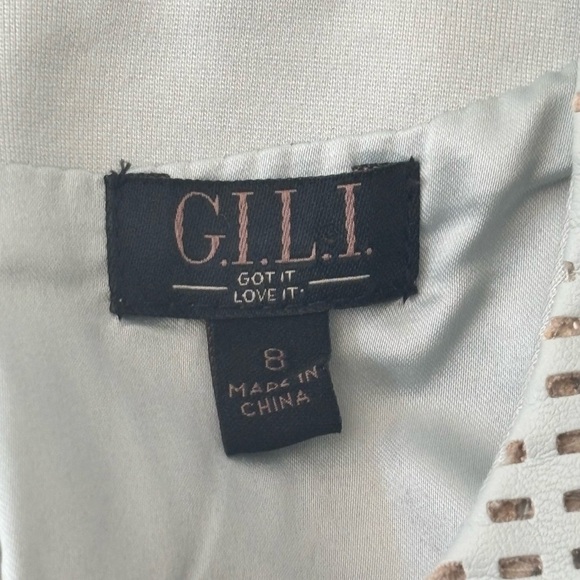 G.I.L.I.
GOT IT
LOVE IT.
8
MADE IN
CHINA